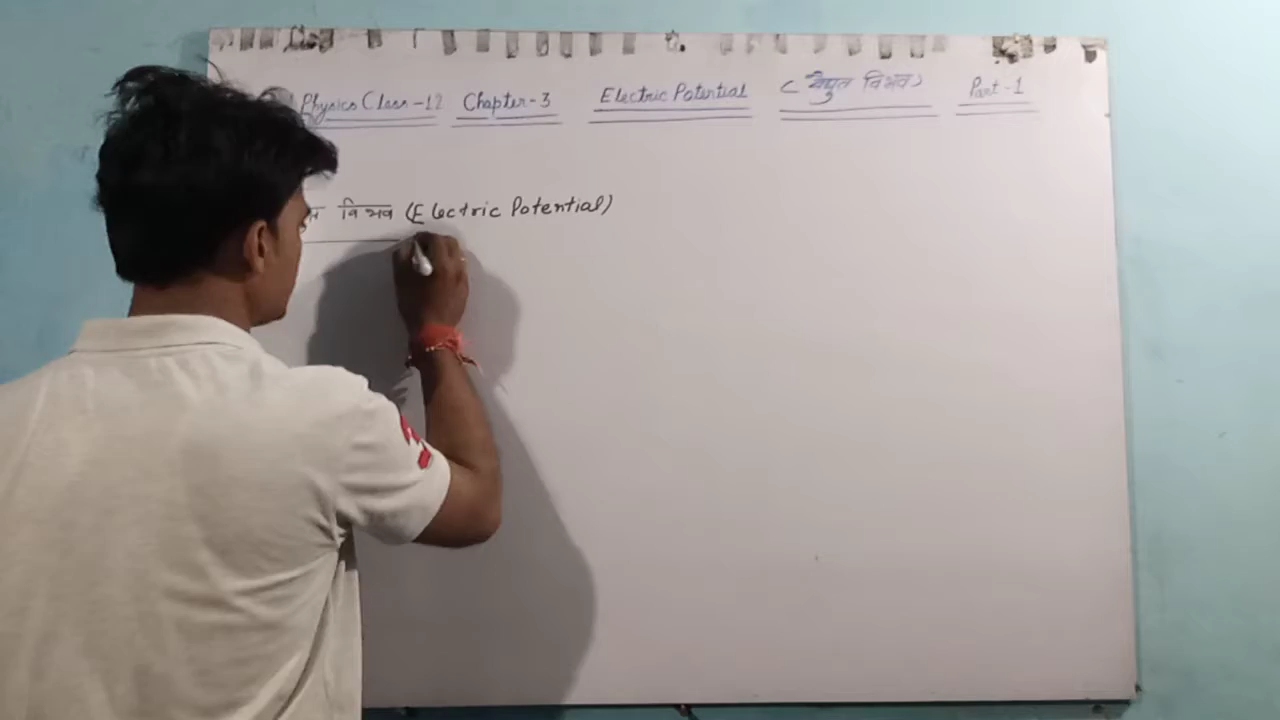 Physics Class-12 Chapter-3 Electric Potential (वैद्युत विभव) Part-1
विभव (Electric Potential)